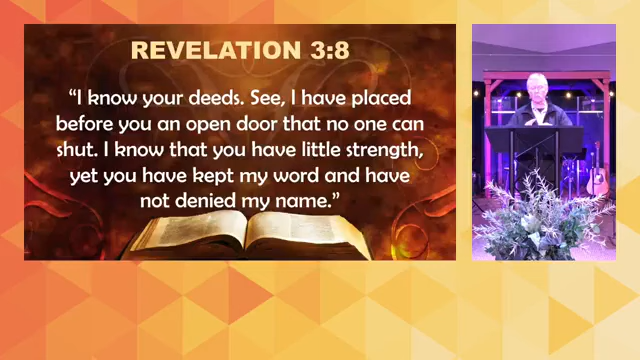 REVELATION 3:8
“I know your deeds. See, I have placed
before you an open door that no one can
shut. I know that you have little strength,
yet you have kept my word and have
not denied my name.”